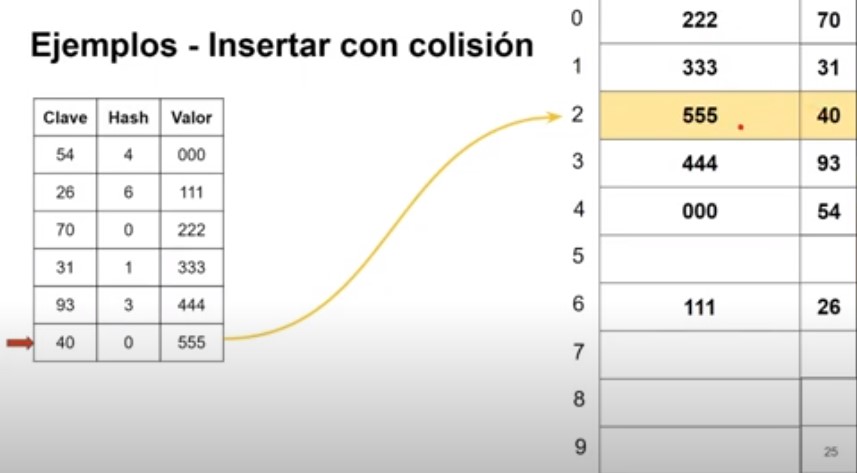 Ejemplos - Insertar con colisión
Clave Hash Valor
54 4 000
26 6 111
70 0 222
31 1 333
93 3 444
40 0 555
0 222 70
1 333 31
2 555 40
3 444 93
4 000 54
5
6 111 26
7
8
9
25